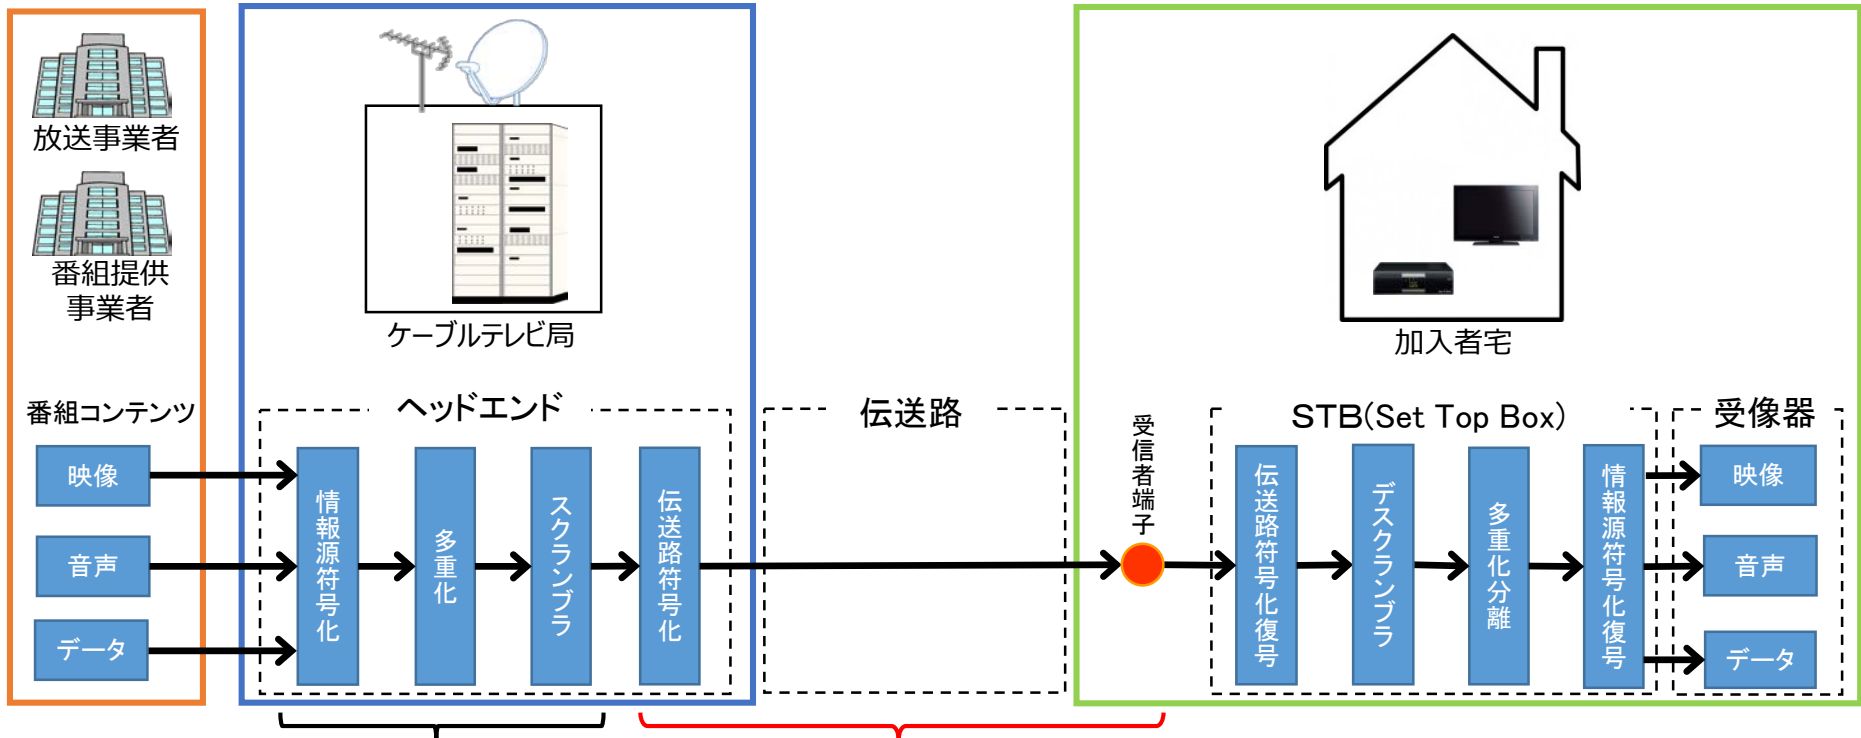 放送事業者
番組提供
事業者
ケーブルテレビ局
加入者宅
番組コンテンツ
ヘッドエンド
伝送路
受信者端子
STB(Set Top Box)
受像器
映像
音声
データ
情報源符号化
多重化
スクランブラ
伝送路符号化
伝送路符号化復号
デスクランブラ
多重化分離
情報源符号化復号
映像
音声
データ